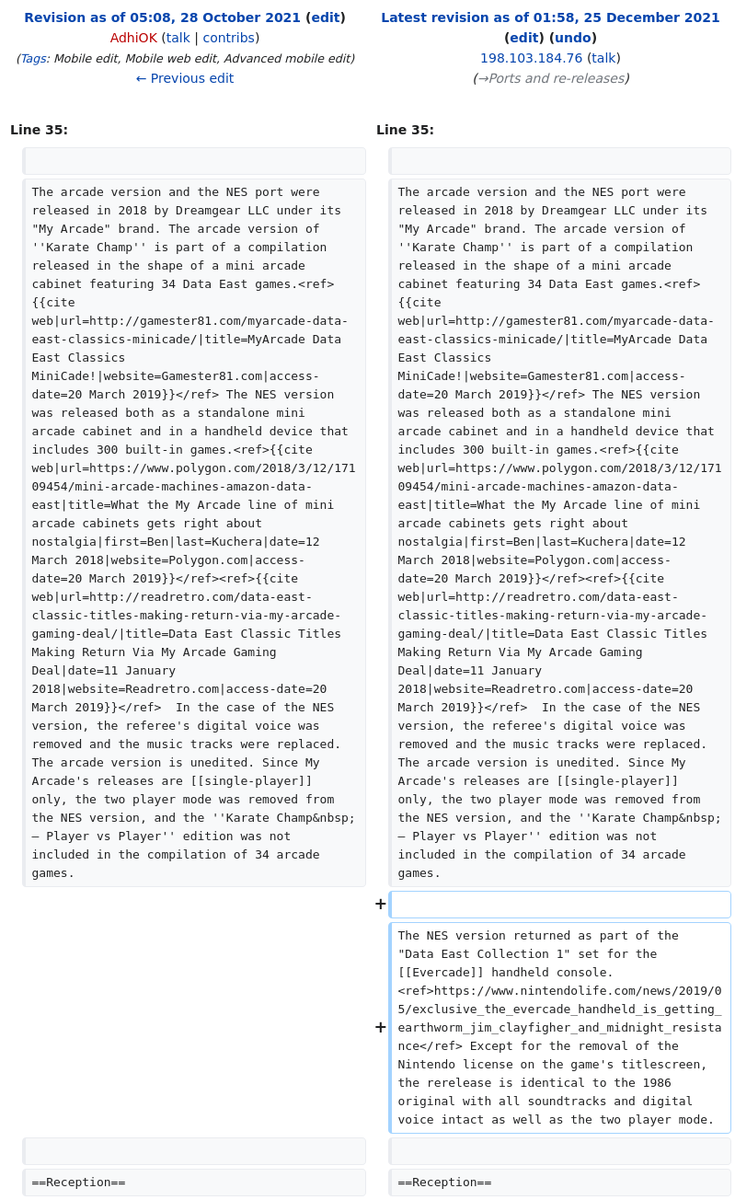 Revision as of 05:08, 28 October 2021 (edit)
AdhiOK (talk | contribs)
(Tags: Mobile edit, Mobile web edit, Advanced mobile edit)
← Previous edit
Latest revision as of 01:58, 25 December 2021
(edit) (undo)
198.103.184.76 (talk)
(→Ports and re-releases)
Line 35:
Line 35:
The arcade version and the NES port were
released in 2018 by Dreamgear LLC under its
"My Arcade" brand. The arcade version of
''Karate Champ'' is part of a compilation
released in the shape of a mini arcade
cabinet featuring 34 Data East games.<ref>
{{cite
web|url=http://gamester81.com/myarcade-data-
east-classics-minicade/|title=MyArcade Data
East Classics
MiniCade!|website=Gamester81.com|access-
date=20 March 2019}}</ref> The NES version
was released both as a standalone mini
arcade cabinet and in a handheld device that
includes 300 built-in games.<ref>{{cite
web|url=https://www.polygon.com/2018/3/12/171
09454/mini-arcade-machines-amazon-data-
east|title=What the My Arcade line of mini
arcade cabinets gets right about
nostalgia|first=Ben|last=Kuchera|date=12
March 2018|website=Polygon.com|access-
date=20 March 2019}}</ref><ref>{{cite
web|url=http://readretro.com/data-east-
classic-titles-making-return-via-my-arcade-
gaming-deal/|title=Data East Classic Titles
Making Return Via My Arcade Gaming
Deal|date=11 January
2018|website=Readretro.com|access-date=20
March 2019}}</ref>  In the case of the NES
version, the referee's digital voice was
removed and the music tracks were replaced.
The arcade version is unedited. Since My
Arcade's releases are [[single-player]]
only, the two player mode was removed from
the NES version, and the ''Karate Champ&nbsp;
– Player vs Player'' edition was not
included in the compilation of 34 arcade
games.
The arcade version and the NES port were
released in 2018 by Dreamgear LLC under its
"My Arcade" brand. The arcade version of
''Karate Champ'' is part of a compilation
released in the shape of a mini arcade
cabinet featuring 34 Data East games.<ref>
{{cite
web|url=http://gamester81.com/myarcade-data-
east-classics-minicade/|title=MyArcade Data
East Classics
MiniCade!|website=Gamester81.com|access-
date=20 March 2019}}</ref> The NES version
was released both as a standalone mini
arcade cabinet and in a handheld device that
includes 300 built-in games.<ref>{{cite
web|url=https://www.polygon.com/2018/3/12/171
09454/mini-arcade-machines-amazon-data-
east|title=What the My Arcade line of mini
arcade cabinets gets right about
nostalgia|first=Ben|last=Kuchera|date=12
March 2018|website=Polygon.com|access-
date=20 March 2019}}</ref><ref>{{cite
web|url=http://readretro.com/data-east-
classic-titles-making-return-via-my-arcade-
gaming-deal/|title=Data East Classic Titles
Making Return Via My Arcade Gaming
Deal|date=11 January
2018|website=Readretro.com|access-date=20
March 2019}}</ref>  In the case of the NES
version, the referee's digital voice was
removed and the music tracks were replaced.
The arcade version is unedited. Since My
Arcade's releases are [[single-player]]
only, the two player mode was removed from
the NES version, and the ''Karate Champ&nbsp;
– Player vs Player'' edition was not
included in the compilation of 34 arcade
games.
+
+
The NES version returned as part of the
"Data East Collection 1" set for the
[[Evercade]] handheld console.
<ref>https://www.nintendolife.com/news/2019/0
5/exclusive_the_evercade_handheld_is_getting_
earthworm_jim_clayfigher_and_midnight_resista
nce</ref> Except for the removal of the
Nintendo license on the game's titlescreen,
the rerelease is identical to the 1986
original with all soundtracks and digital
voice intact as well as the two player mode.
==Reception==
==Reception==